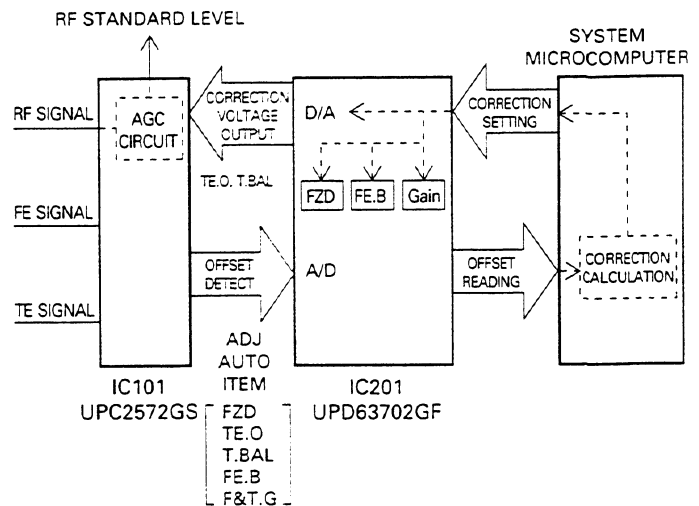 RF STANDARD LEVEL
SYSTEM
MICROCOMPUTER
RF SIGNAL
AGC
CIRCUIT
CORRECTION
VOLTAGE
OUTPUT
D/A
CORRECTION
SETTING
TE.O. T.BAL
FZD
FE.B
Gain
FE SIGNAL
OFFSET
DETECT
A/D
OFFSET
READING
CORRECTION
CALCULATION
TE SIGNAL
ADJ
AUTO
ITEM
IC101
UPC2572GS
IC201
UPD63702GF
FZD
TE.O
T.BAL
FE.B
F&T.G